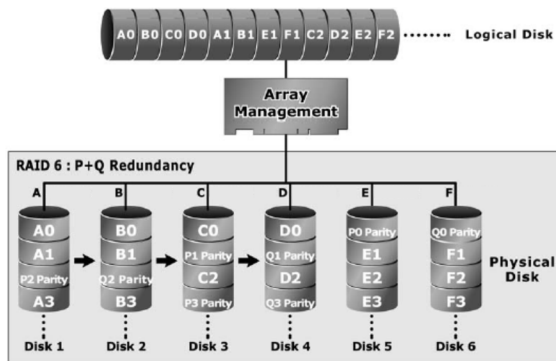 A0 B0 C0 D0 A1 B1 E1 F1 C2 D2 E2 F2 Logical Disk
Array
Management
RAID 6 : P+Q Redundancy
A B C D E F
A0 B0 C0 D0 P0 Parity Q0 Parity
A1 B1 P1 Parity Q1 Parity E1 F1
P2 Parity Q2 Parity C2 D2 E2 F2
A3 B3 P3 Parity Q3 Parity E3 F3
Physical
Disk
Disk 1 Disk 2 Disk 3 Disk 4 Disk 5 Disk 6